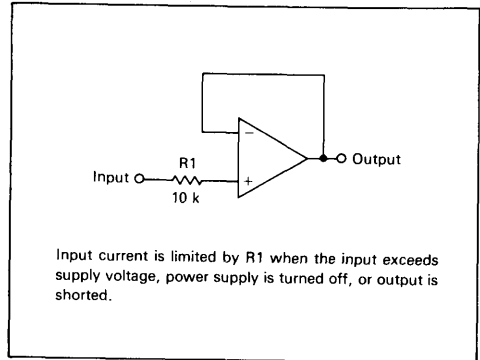 R1
Input
10 k
−
+
Output
Input current is limited by R1 when the input exceeds
supply voltage, power supply is turned off, or output is
shorted.